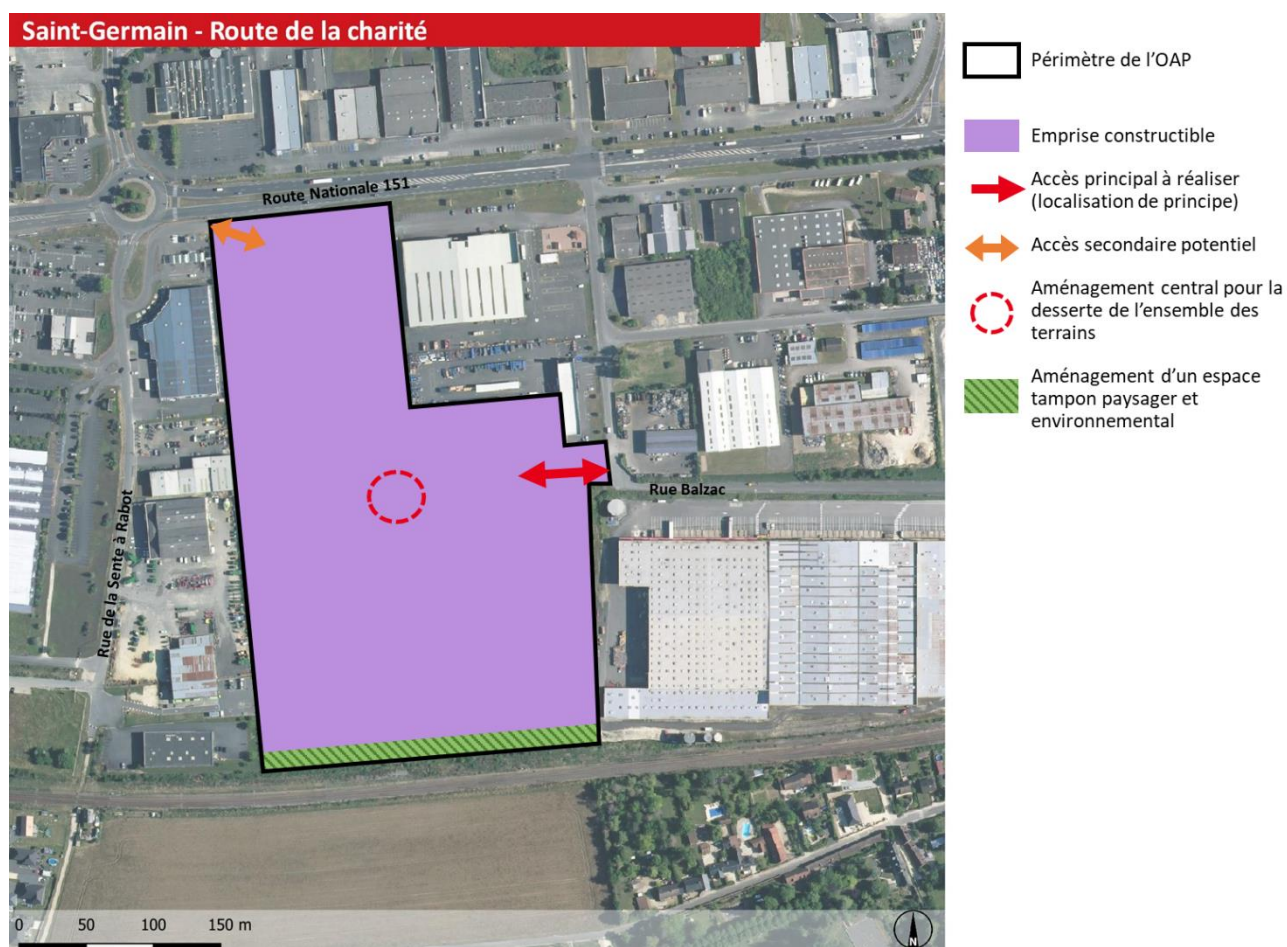 Saint-Germain - Route de la charité
Route Nationale 151
Rue Balzac
Rue de la Sente à Rabot
0 50 100 150 m
N
Périmètre de l'OAP
Emprise constructible
Accès principal à réaliser
(localisation de principe)
Accès secondaire potentiel
Aménagement central pour la
desserte de l'ensemble des
terrains
Aménagement d'un espace
tampon paysager et
environnemental